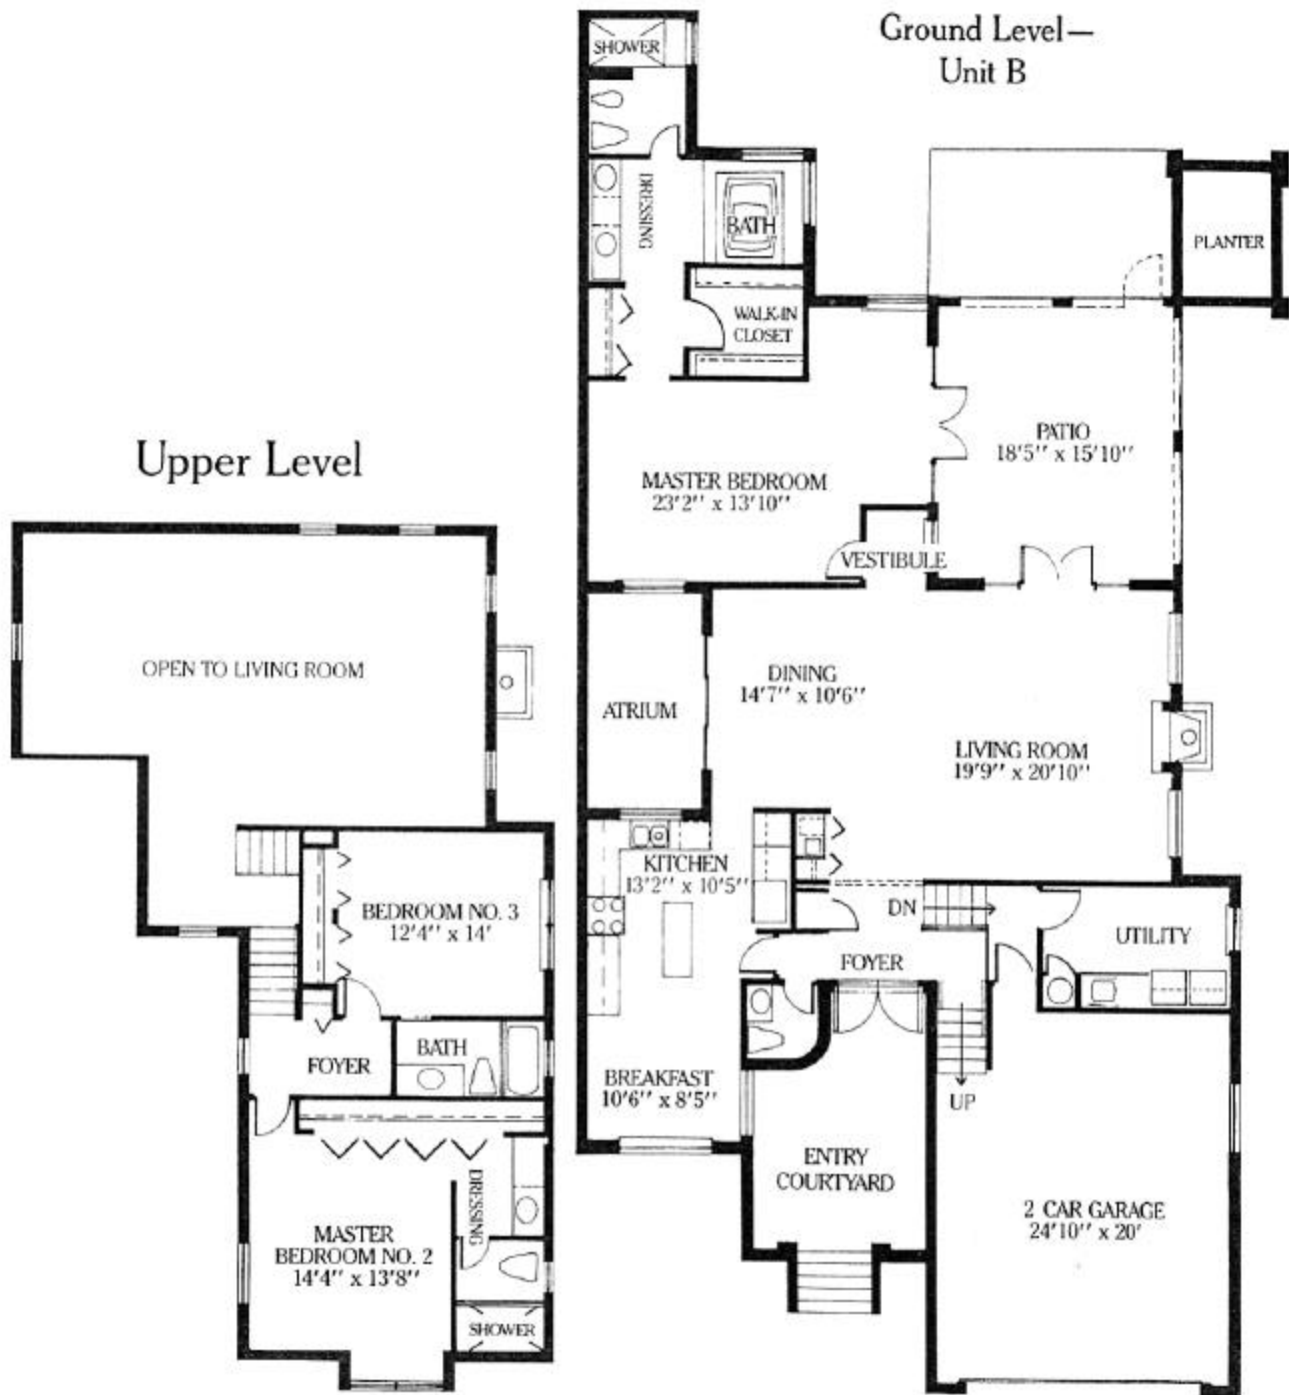 Ground Level—
Unit B
SHOWER
DRESSING
BATH
WALK-IN
CLOSET
PLANTER
PATIO
18'5'' x 15'10''
MASTER BEDROOM
23'2'' x 13'10''
VESTIBULE
DINING
14'7'' x 10'6''
ATRIUM
LIVING ROOM
19'9'' x 20'10''
KITCHEN
13'2'' x 10'5''
DN
UTILITY
FOYER
BREAKFAST
10'6'' x 8'5''
UP
ENTRY
COURTYARD
2 CAR GARAGE
24'10'' x 20'
Upper Level
OPEN TO LIVING ROOM
BEDROOM NO. 3
12'4'' x 14'
BATH
FOYER
DRESSING
MASTER
BEDROOM NO. 2
14'4'' x 13'8''
SHOWER